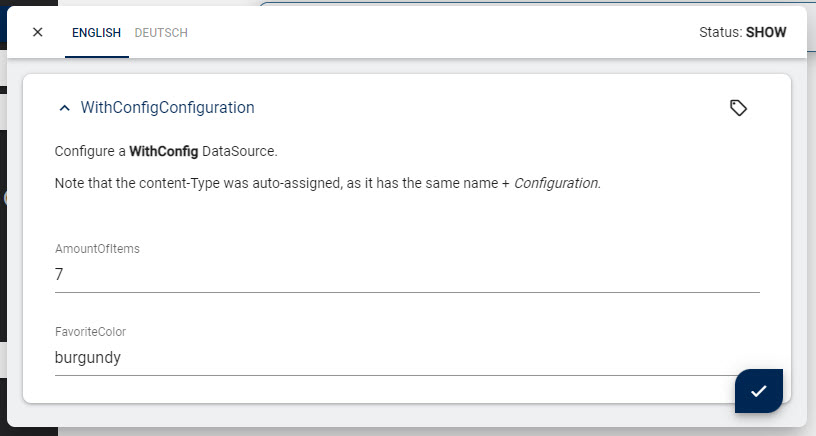 ENGLISH DEUTSCH Status: SHOW
WithConfigConfiguration
Configure a WithConfig DataSource.
Note that the content-Type was auto-assigned, as it has the same name + Configuration.
AmountOfItems
7
FavoriteColor
burgundy